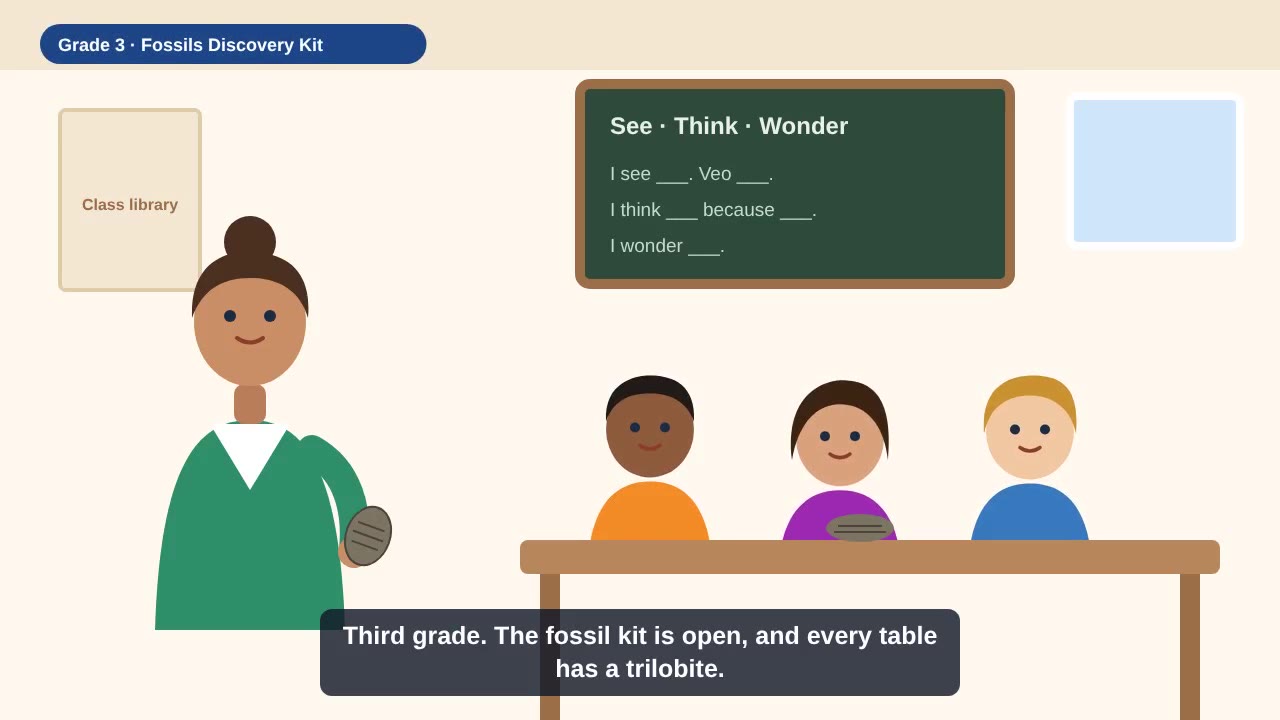 Grade 3 · Fossils Discovery Kit
Class library
See · Think · Wonder
I see ___. Veo ___.
I think ___ because ___.
I wonder ___.
Third grade. The fossil kit is open, and every table
has a trilobite.